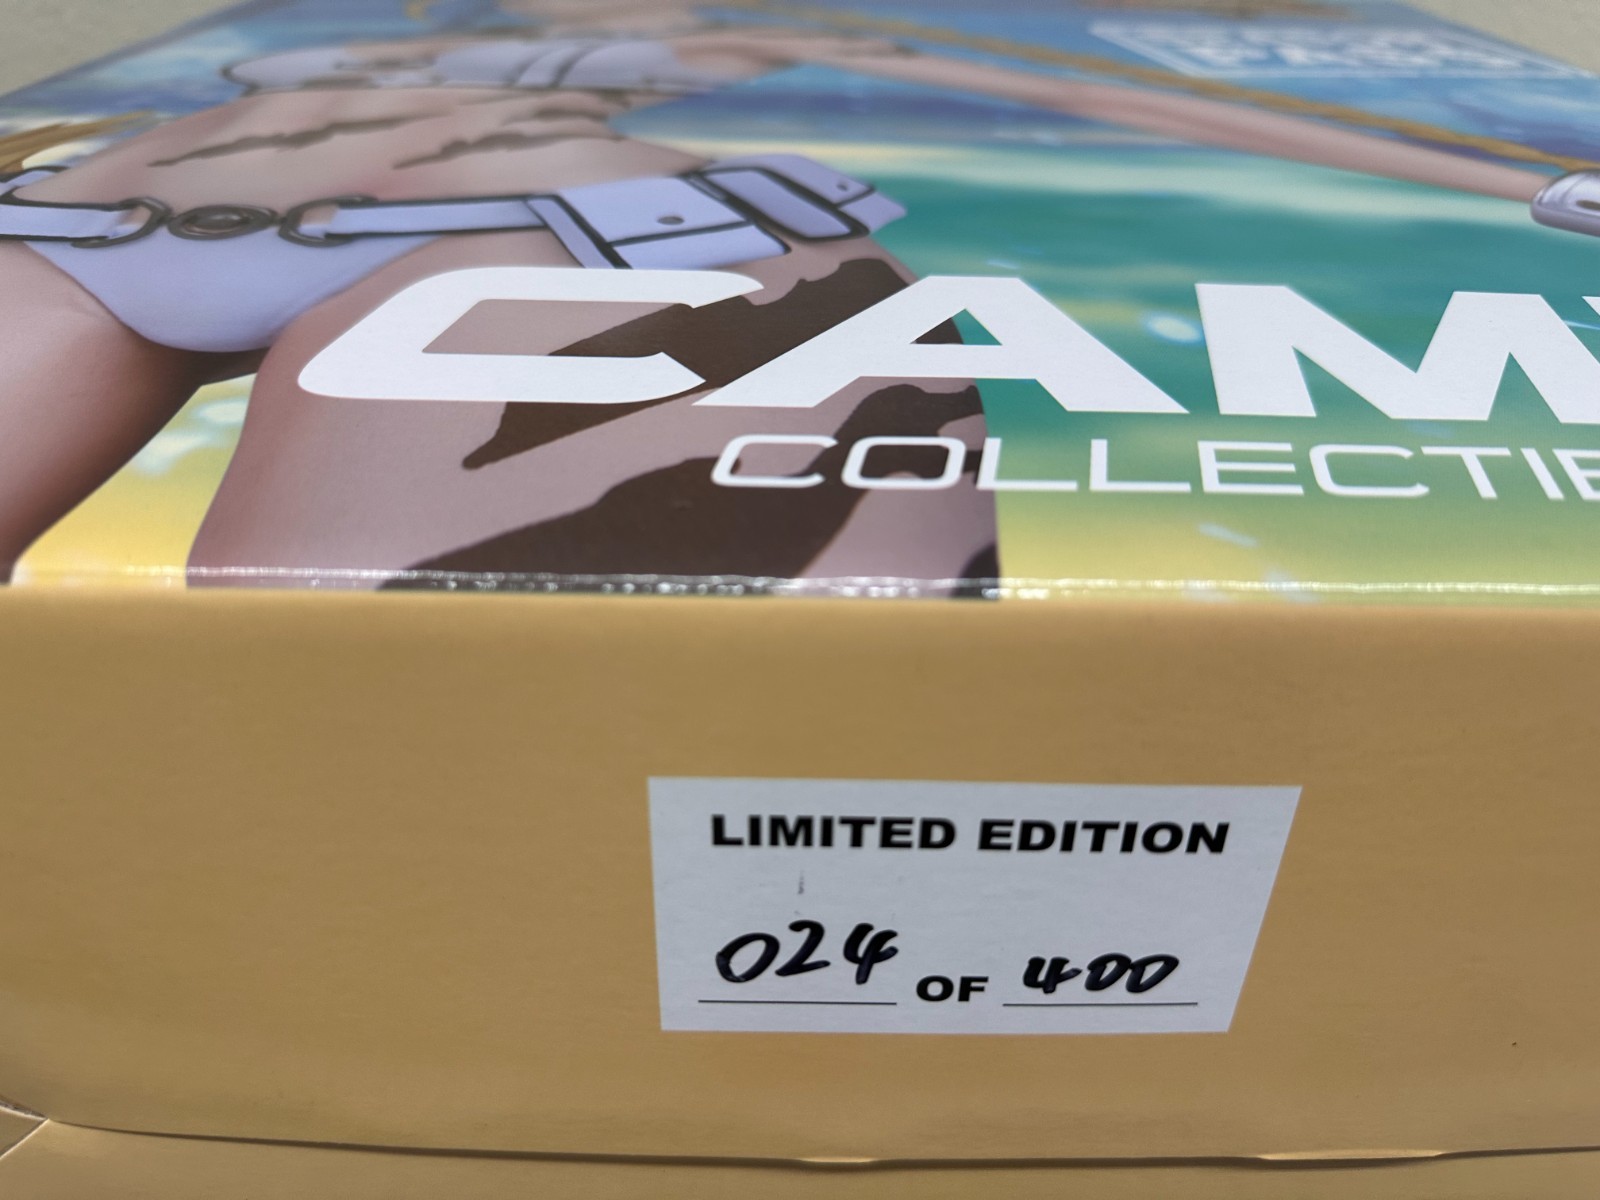 CAM
COLLECTI
LIMITED EDITION
024 OF 400